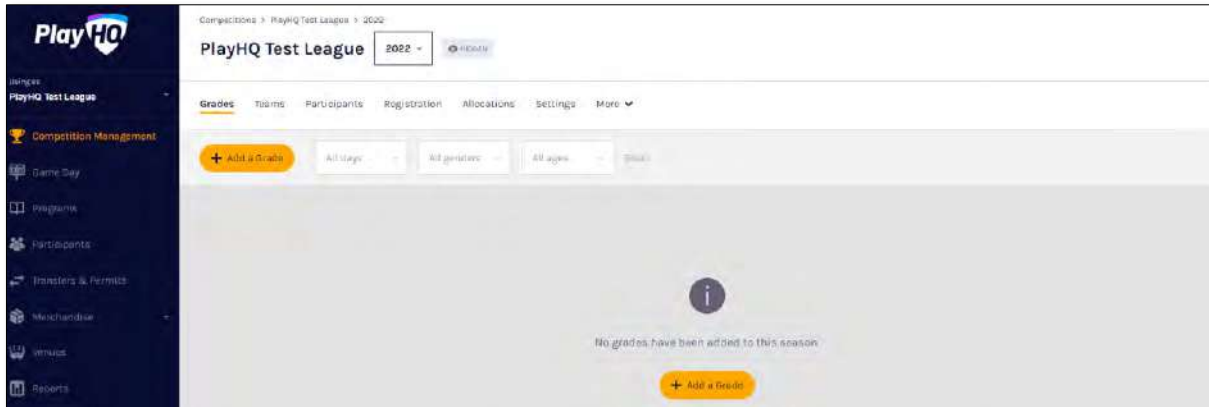 PlayHQ
PlayHQ Test League
Competition Management
Game Day
Programs
Participants
Transfers & Permits
Merchandise
Venues
Reports
Competitions > PlayHQ Test League > 2022
PlayHQ Test League 2022
Grades Teams Participants Registration Allocations Settings More
+ Add a Grade All days All genders All ages
No grades have been added to this season
+ Add a Grade